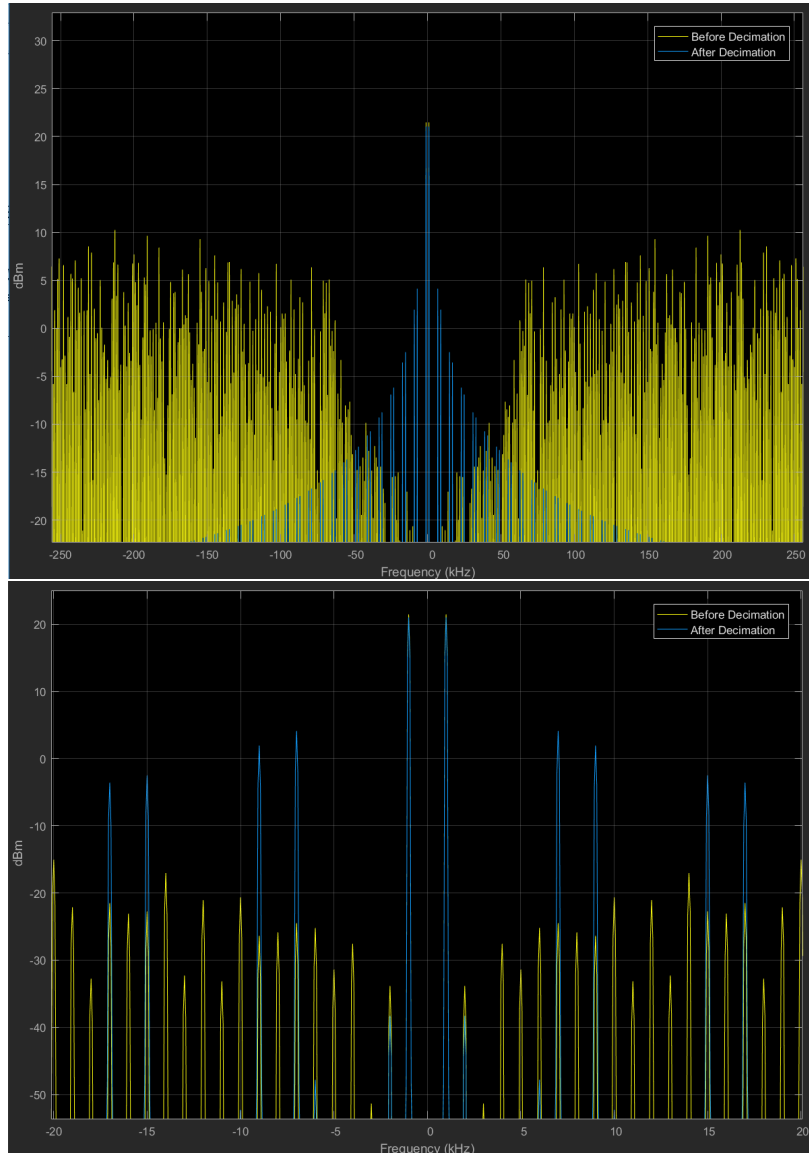 Before Decimation
After Decimation
30
25
20
15
10
5
0
-5
-10
-15
-20
dBm
-250 -200 -150 -100 -50 0 50 100 150 200 250
Frequency (kHz)
Before Decimation
After Decimation
20
10
0
-10
-20
-30
-40
-50
dBm
-20 -15 -10 -5 0 5 10 15 20
Frequency (kHz)